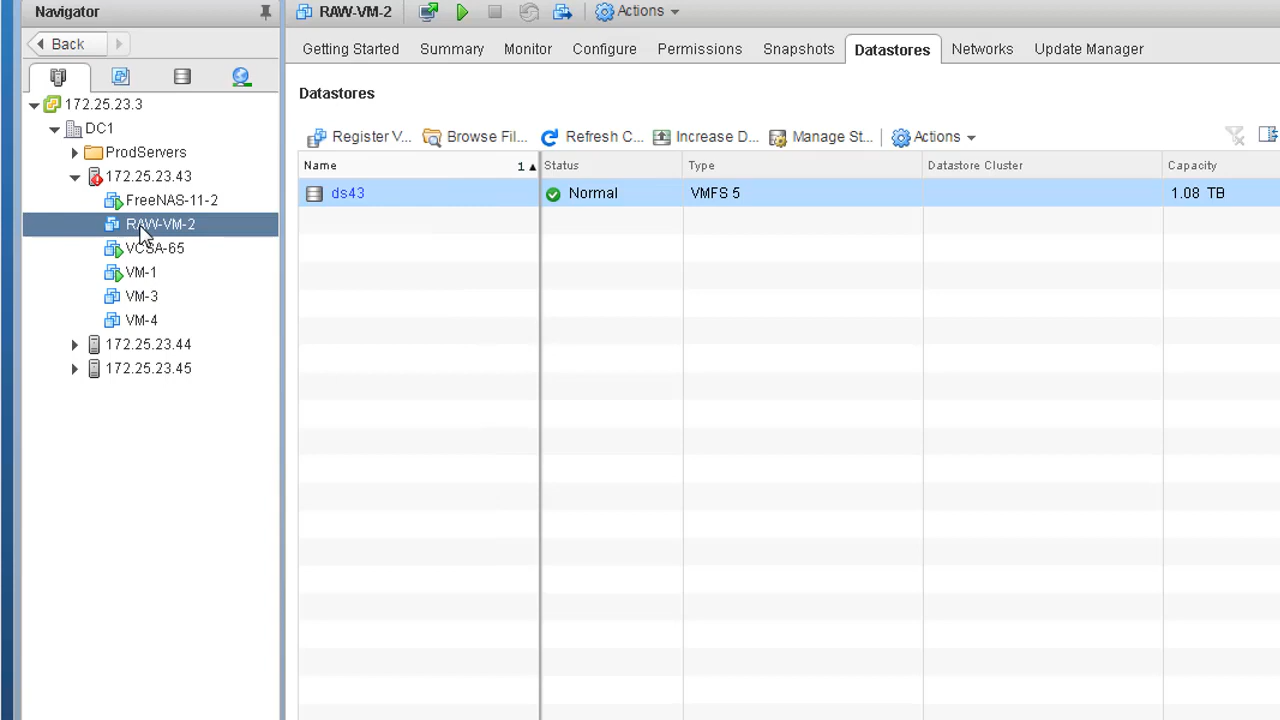 Navigator
Back
172.25.23.3
DC1
ProdServers
172.25.23.43
FreeNAS-11-2
RAW-VM-2
VCSA-65
VM-1
VM-3
VM-4
172.25.23.44
172.25.23.45
RAW-VM-2 Actions
Getting Started Summary Monitor Configure Permissions Snapshots Datastores Networks Update Manager
Datastores
Register V... Browse Fil... Refresh C... Increase D... Manage St... Actions
Name 1 Status Type Datastore Cluster Capacity
ds43 Normal VMFS 5 1.08 TB